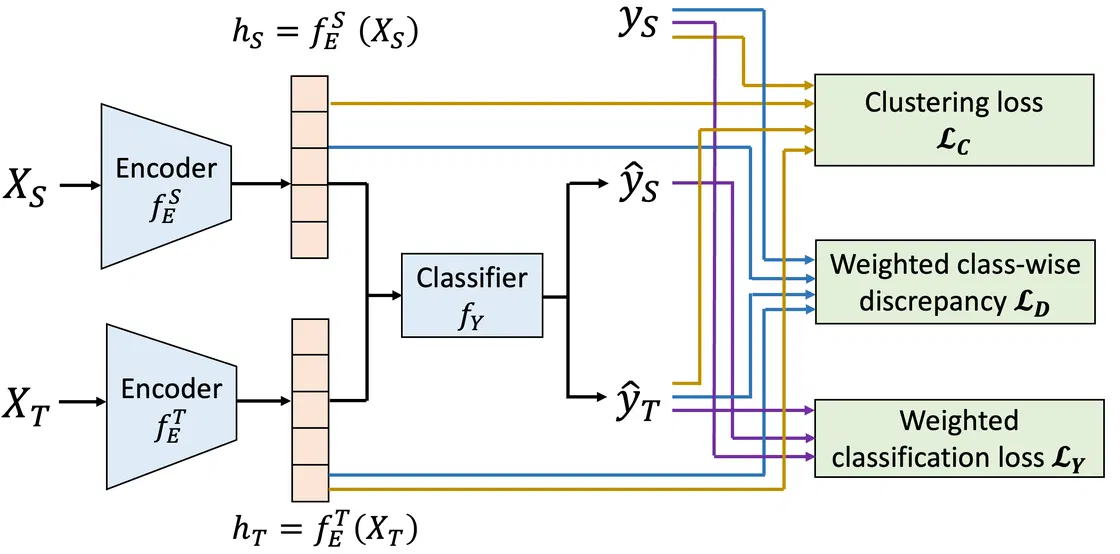 h_S = f_E^S (X_S)
y_S
Clustering loss
ℒ_C
X_S
Encoder
f_E^S
ŷ_S
Classifier
f_Y
Weighted class-wise
discrepancy ℒ_D
X_T
Encoder
f_E^T
ŷ_T
Weighted
classification loss ℒ_Y
h_T = f_E^T(X_T)